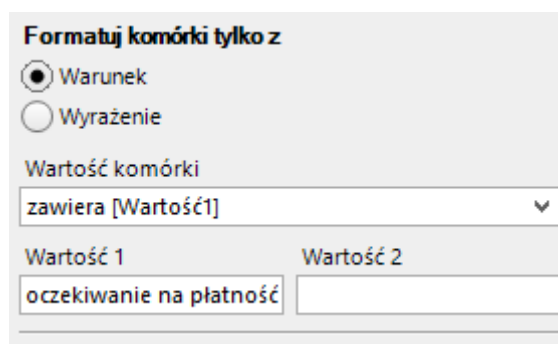 Formatuj komórki tylko z
Warunek
Wyrażenie
Wartość komórki
zawiera [Wartość1]
Wartość 1 Wartość 2
oczekiwanie na płatność